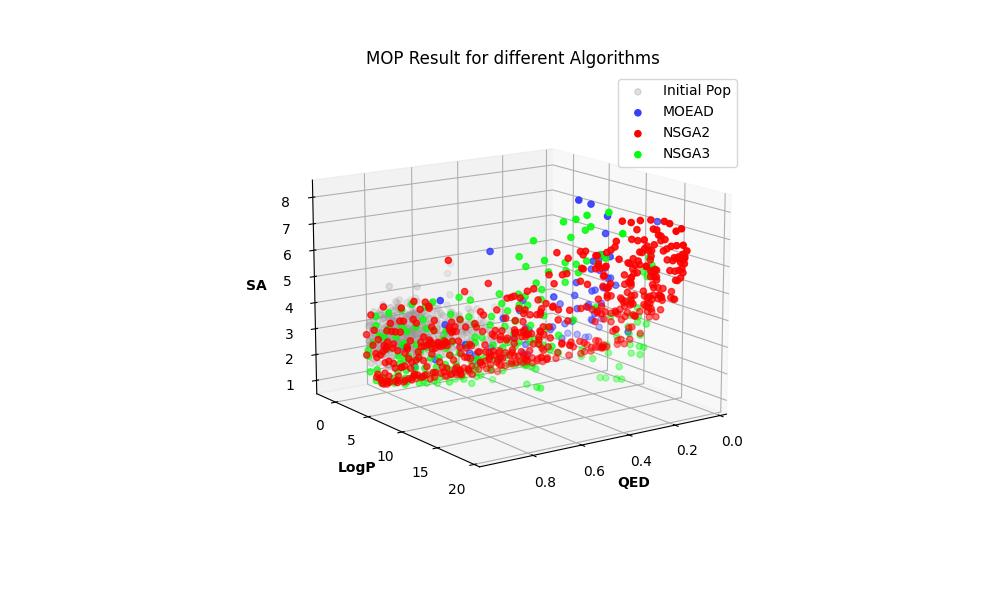 MOP Result for different Algorithms
Initial Pop
MOEAD
NSGA2
NSGA3
8
7
6
5
4
3
2
1
SA
0
5
10
15
20
LogP
0.8
0.6
0.4
0.2
0.0
QED